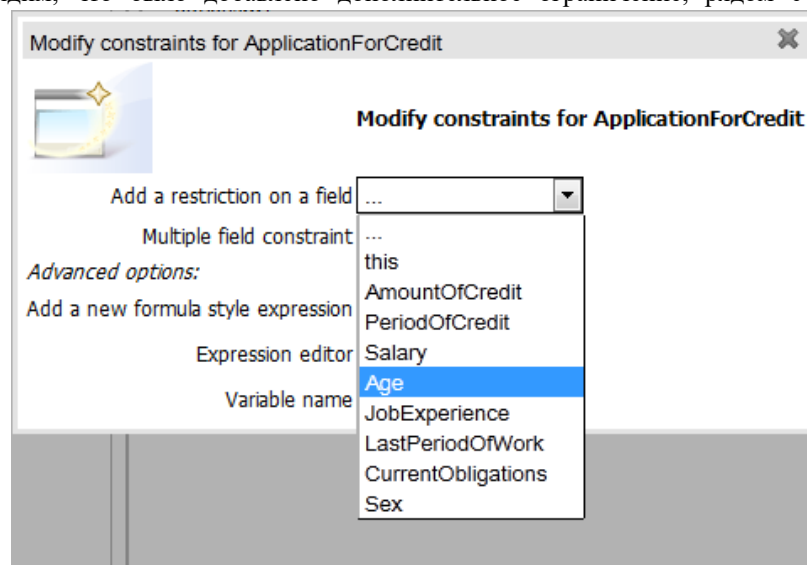 Modify constraints for ApplicationForCredit
Modify constraints for ApplicationForCredit
Add a restriction on a field ...
Multiple field constraint ...
this
Advanced options:
AmountOfCredit
Add a new formula style expression
PeriodOfCredit
Expression editor Salary
Age
Variable name
JobExperience
LastPeriodOfWork
CurrentObligations
Sex